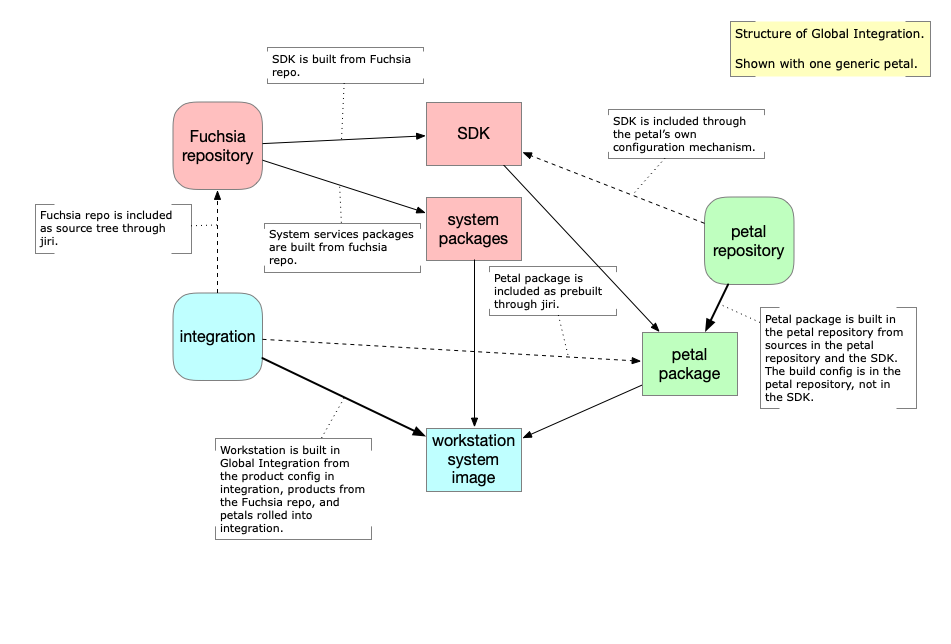 Structure of Global Integration.
Shown with one generic petal.
SDK is built from Fuchsia
repo.
Fuchsia
repository
SDK
SDK is included through
the petal's own
configuration mechanism.
Fuchsia repo is included
as source tree through
jiri.
system
packages
System services packages
are built from fuchsia
repo.
petal
repository
Petal package is
included as prebuilt
through jiri.
integration
petal
package
Petal package is built in
the petal repository from
sources in the petal
repository and the SDK.
The build config is in the
petal repository, not in
the SDK.
workstation
system
image
Workstation is built in
Global Integration from
the product config in
integration, products from
the Fuchsia repo, and
petals rolled into
integration.